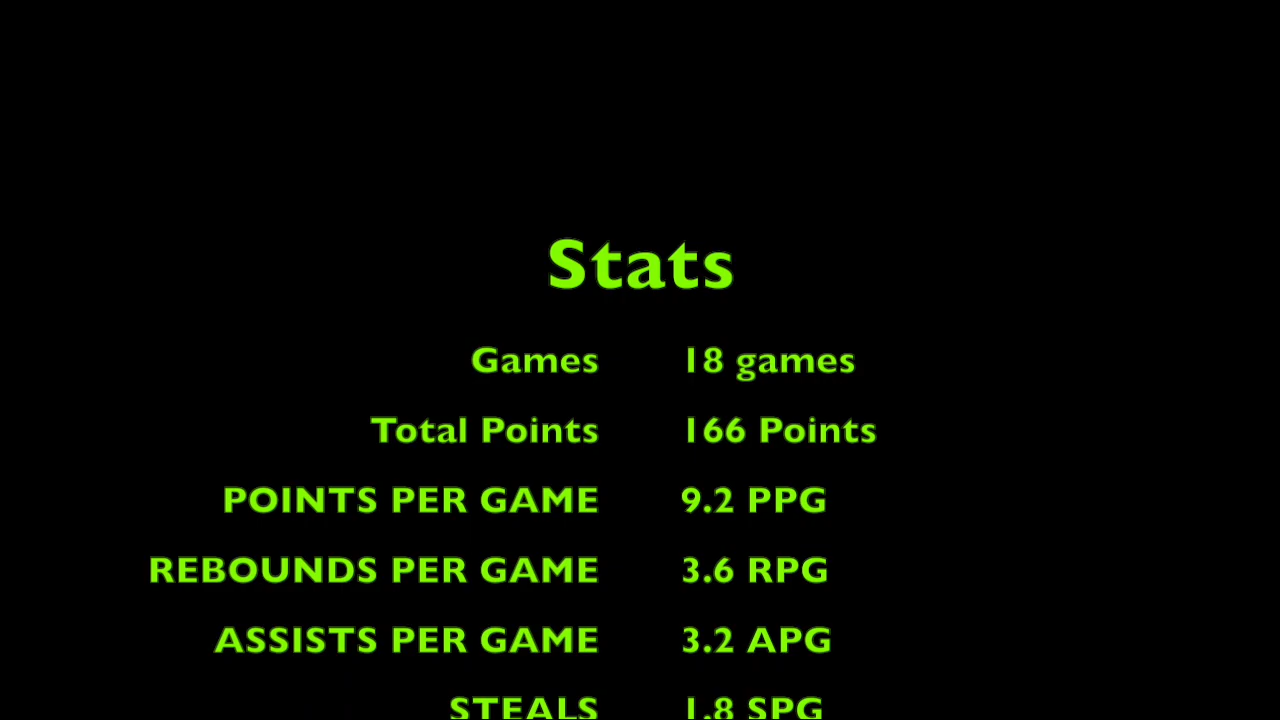 Stats
Games 18 games
Total Points 166 Points
POINTS PER GAME 9.2 PPG
REBOUNDS PER GAME 3.6 RPG
ASSISTS PER GAME 3.2 APG
STEALS 1.8 SPG